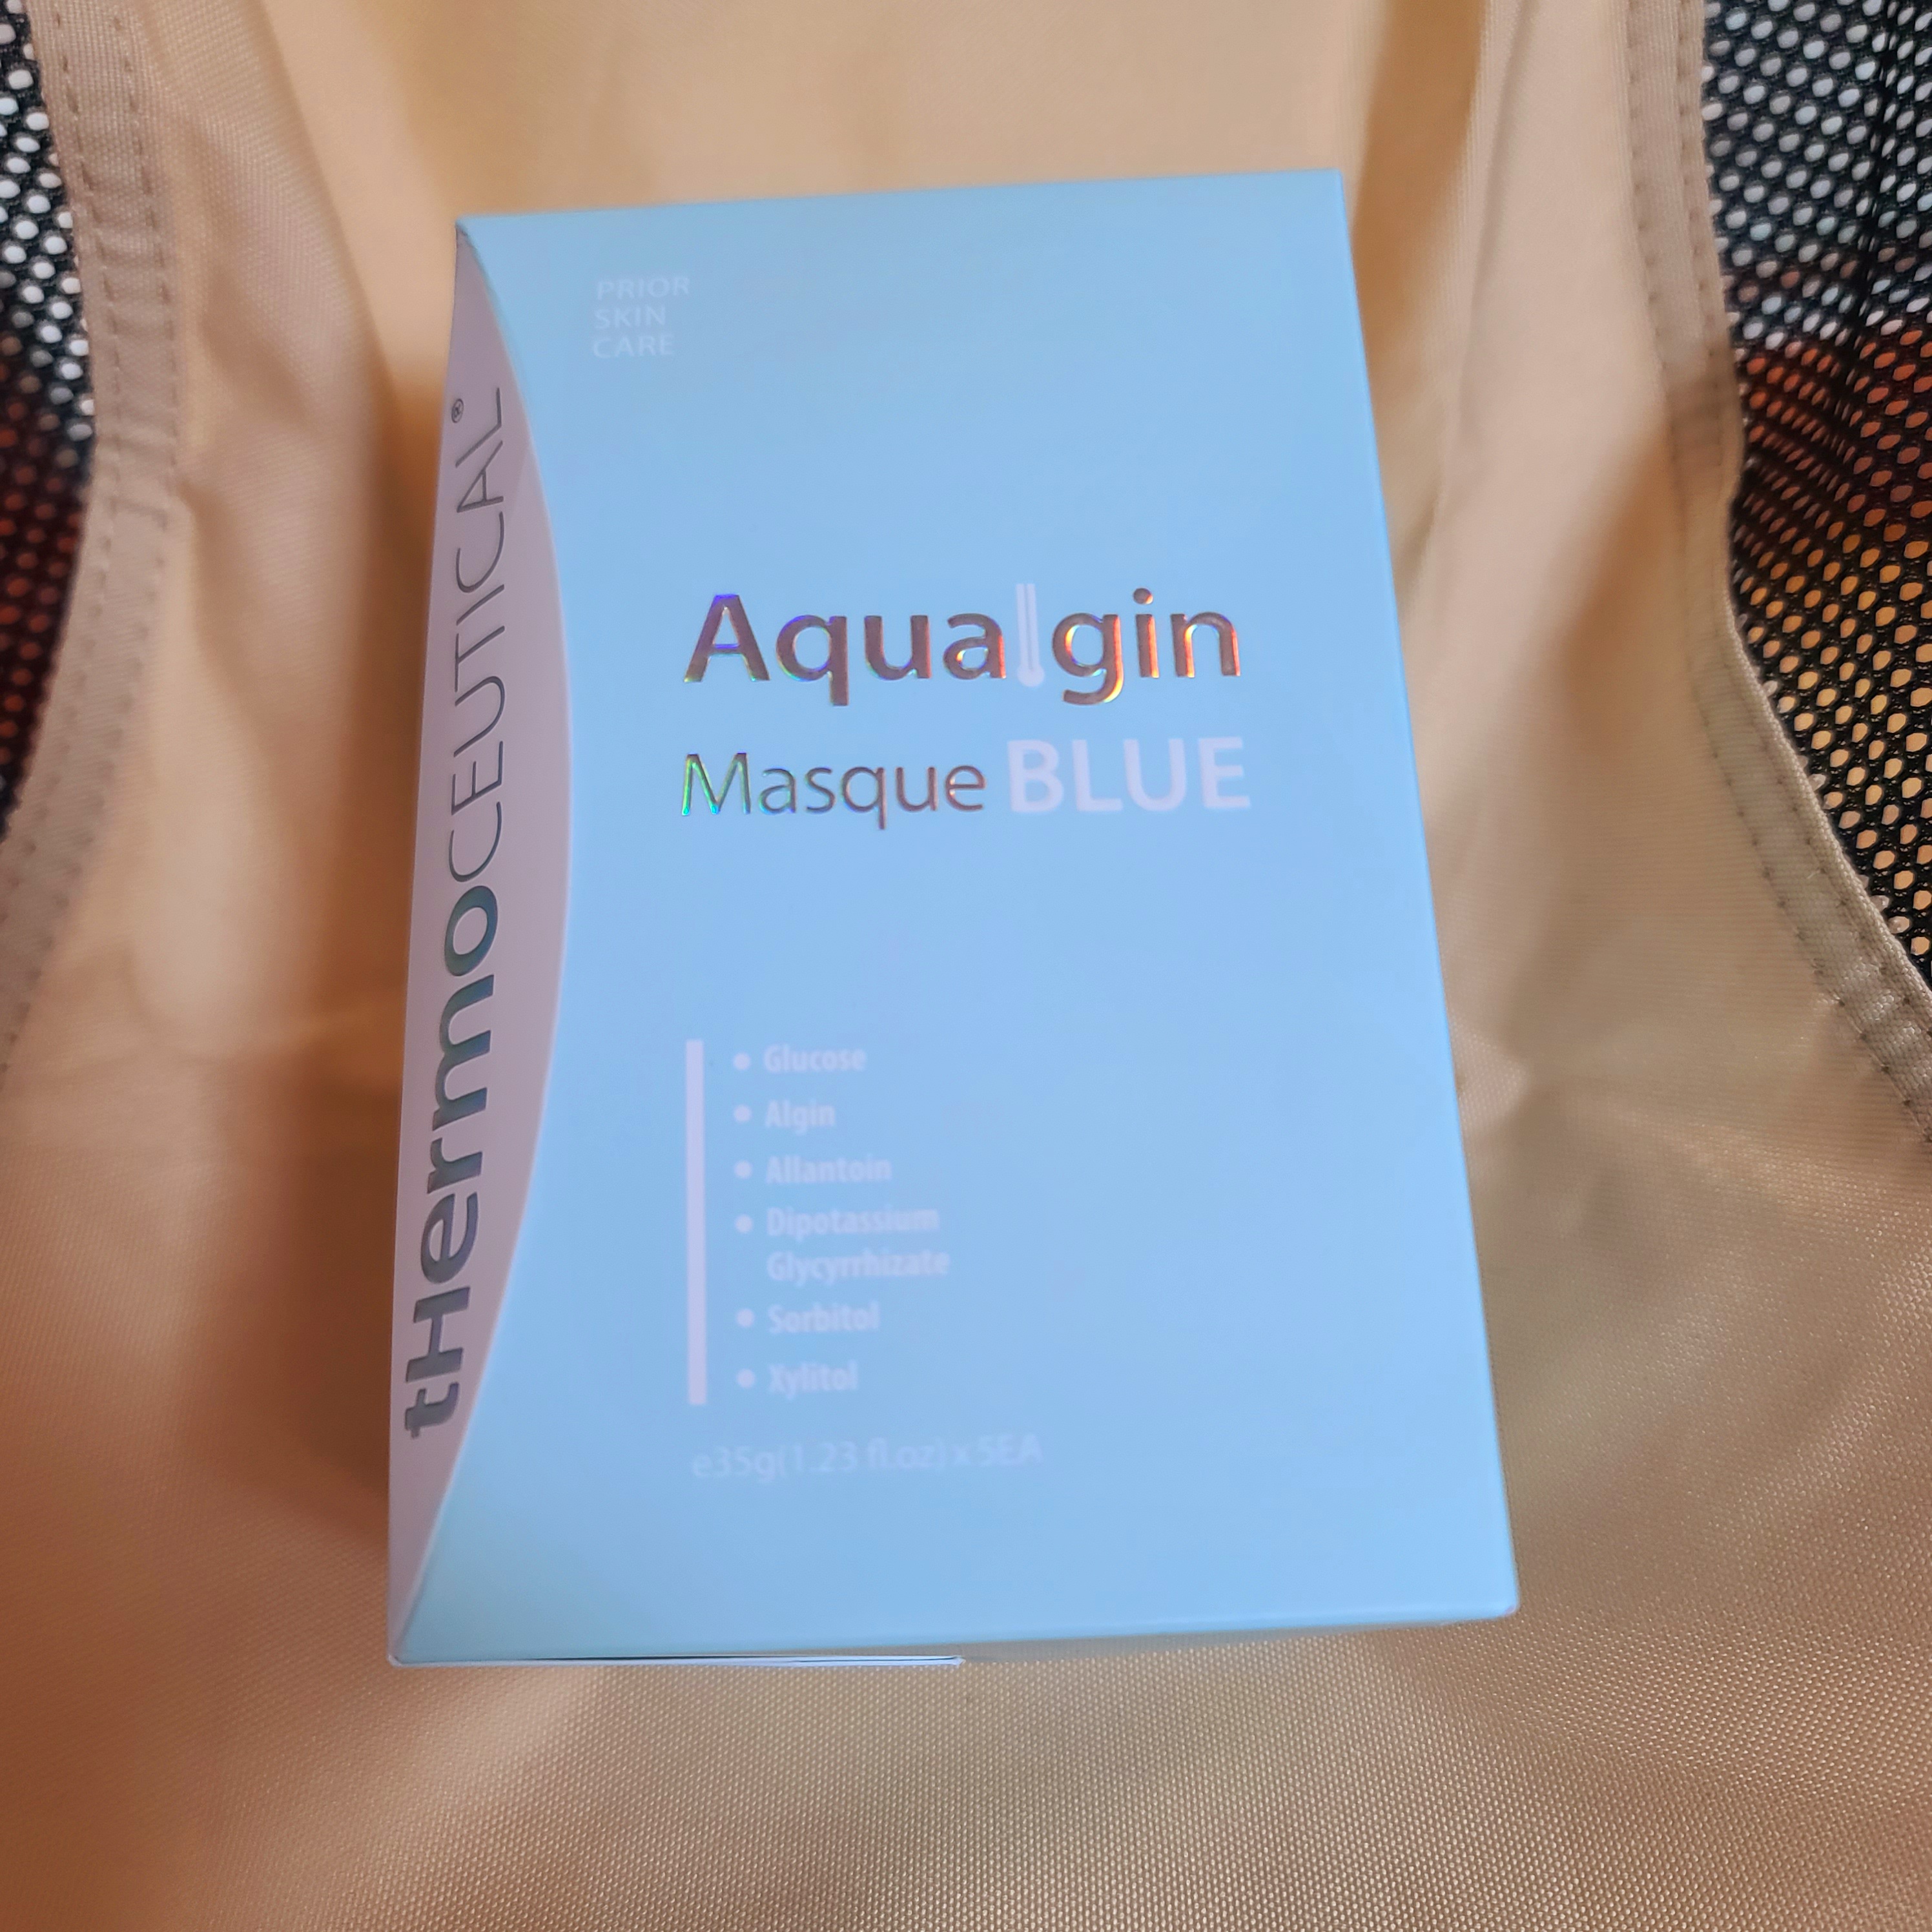 PRIOR
SKIN
CARE
tHermoCEUTICAL®
Aqualgin
Masque BLUE
• Glucose
• Algin
• Allantoin
• Dipotassium
Glycyrrhizate
• Sorbitol
• Xylitol
e35g(1.23 fl.oz) x 5EA